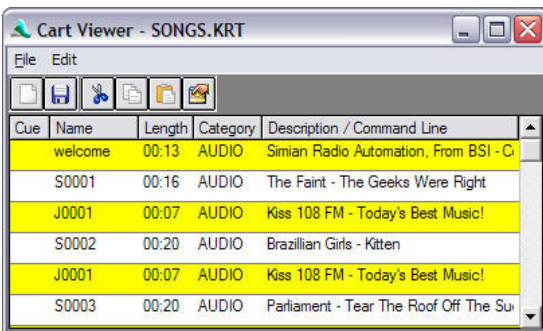 Cart Viewer - SONGS.KRT
File Edit
Cue Name Length Category Description / Command Line
welcome 00:13 AUDIO Simian Radio Automation, From BSI -
S0001 00:16 AUDIO The Faint - The Geeks Were Right
J0001 00:07 AUDIO Kiss 108 FM - Today's Best Music!
S0002 00:20 AUDIO Brazillian Girls - Kitten
J0001 00:07 AUDIO Kiss 108 FM - Today's Best Music!
S0003 00:20 AUDIO Parliament - Tear The Roof Off The